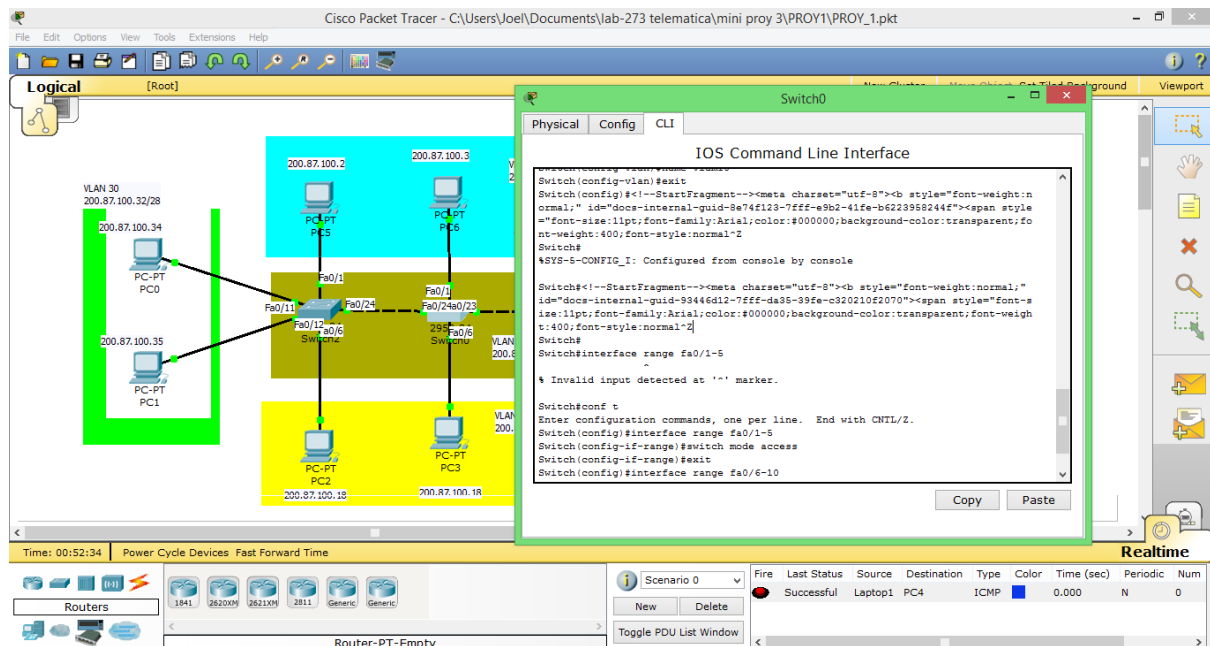 Cisco Packet Tracer - C:\Users\Joel\Documents\lab-273 telematica\mini proy 3\PROY1\PROY_1.pkt
File Edit Options View Tools Extensions Help
Logical
[Root]
Viewport
VLAN 30
200.87.100.32/28
200.87.100.34
PC-PT
PC0
200.87.100.35
PC-PT
PC1
200.87.100.2
PC-PT
PC5
200.87.100.3
PC-PT
PC6
Fa0/1
Fa0/11
Fa0/24
Fa0/12
Fa0/6
Switch2
Fa0/1
Fa0/24
Fa0/6
VLAN
VLAN
200.
PC-PT
PC2
200.87.100.18
PC-PT
PC3
200.87.100.18
Switch0
Physical Config CLI
IOS Command Line Interface
Switch(config-vlan)#exit
Switch(config)#<!--StartFragment--><meta charset="utf-8"><b style="font-weight:n
ormal;" id="docs-internal-guid-8e74f123-7fff-e9b2-41fe-b6223958244f"><span style
="font-size:11pt;font-family:Arial;color:#000000;background-color:transparent;fo
nt-weight:400;font-style:normal^Z
Switch#
%SYS-5-CONFIG_I: Configured from console by console
Switch#<!--StartFragment--><meta charset="utf-8"><b style="font-weight:normal;"
id="docs-internal-guid-93446d12-7fff-da35-39fe-c320210f2070"><span style="font-s
ize:11pt;font-family:Arial;color:#000000;background-color:transparent;font-weigh
t:400;font-style:normal^Z
Switch#
Switch#interface range fa0/1-5
^
% Invalid input detected at '^' marker.
Switch#conf t
Enter configuration commands, one per line. End with CNTL/Z.
Switch(config)#interface range fa0/1-5
Switch(config-if-range)#switch mode access
Switch(config-if-range)#exit
Switch(config)#interface range fa0/6-10
Copy Paste
Time: 00:52:34 Power Cycle Devices Fast Forward Time
Realtime
Routers
1841 2620XM 2621XM 2811 Generic Generic
Router-PT-Empty
Scenario 0
New Delete
Toggle PDU List Window
Fire Last Status Source Destination Type Color Time (sec) Periodic Num
Successful Laptop1 PC4 ICMP 0.000 N 0